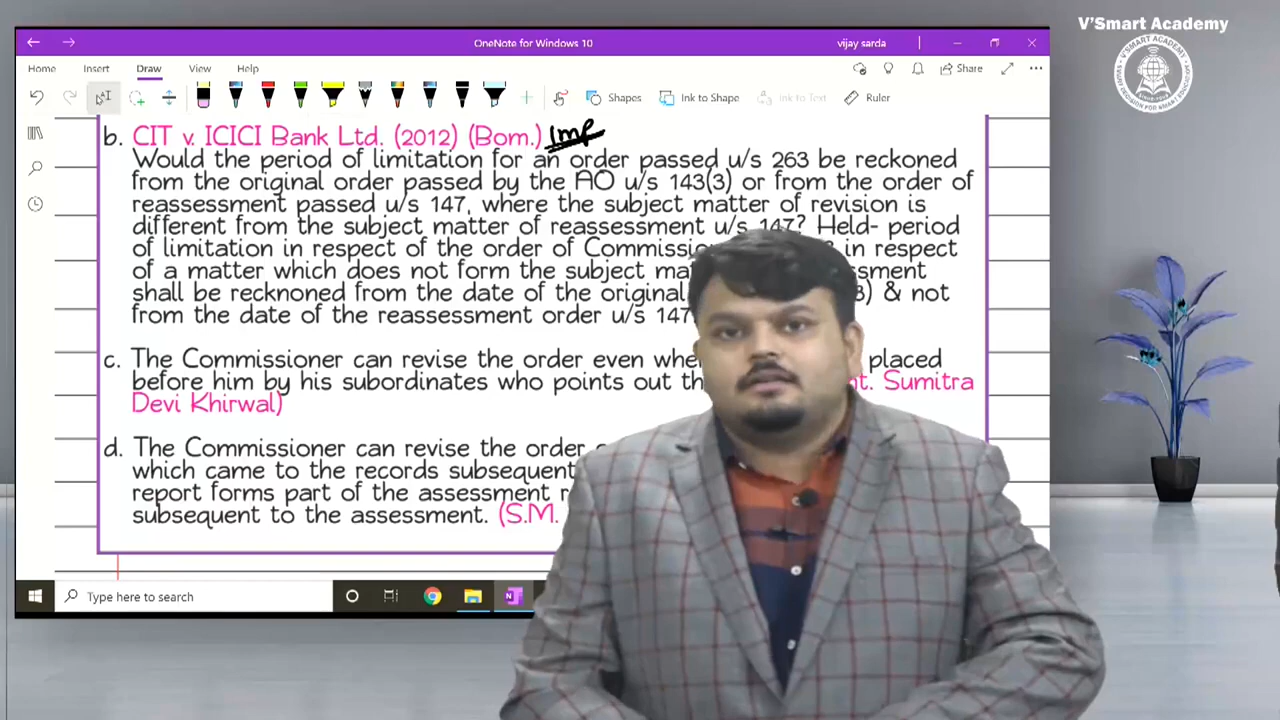 V'Smart Academy
OneNote for Windows 10
vijay sarda
Home Insert Draw View Help
Share
Shapes Ink to Shape Ink to Text Ruler
b. CIT v. ICICI Bank Ltd. (2012) (Bom.) Imp
Would the period of limitation for an order passed u/s 263 be reckoned
from the original order passed by the AO u/s 143(3) or from the order of
reassessment passed u/s 147, where the subject matter of revision is
different from the subject matter of reassessment u/s 147? Held- period
of limitation in respect of the order of in respect
of a matter which does not form the subject
shall be recknoned from the date of the original & not
from the date of the reassessment order u/s 147
c. The Commissioner can revise the order even placed
before him by his subordinates who points out Sumitra
Devi Khirwal)
d. The Commissioner can revise the order
which came to the records
report forms part of the assessment
subsequent to the assessment. (S.M.
Type here to search